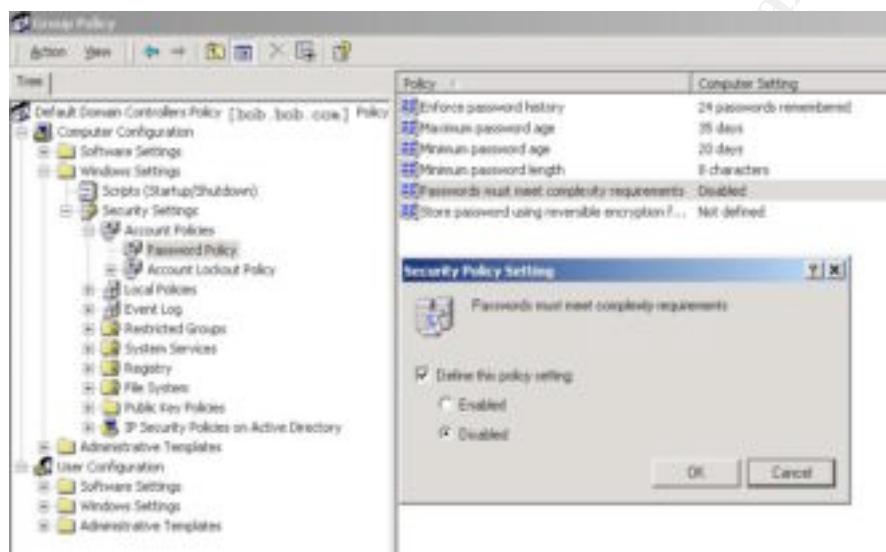 Group Policy
Action View
Tree
Policy Computer Setting
Default Domain Controllers Policy [bob.bob.com] Policy
Computer Configuration
Software Settings
Windows Settings
Scripts (Startup/Shutdown)
Security Settings
Account Policies
Password Policy
Account Lockout Policy
Local Policies
Event Log
Restricted Groups
System Services
Registry
File System
Public Key Policies
IP Security Policies on Active Directory
Administrative Templates
User Configuration
Software Settings
Windows Settings
Administrative Templates
Enforce password history 24 passwords remembered
Maximum password age 35 days
Minimum password age 20 days
Minimum password length 8 characters
Passwords must meet complexity requirements Disabled
Store password using reversible encryption f... Not defined
Security Policy Setting
Passwords must meet complexity requirements
Define this policy setting
Enabled
Disabled
OK Cancel